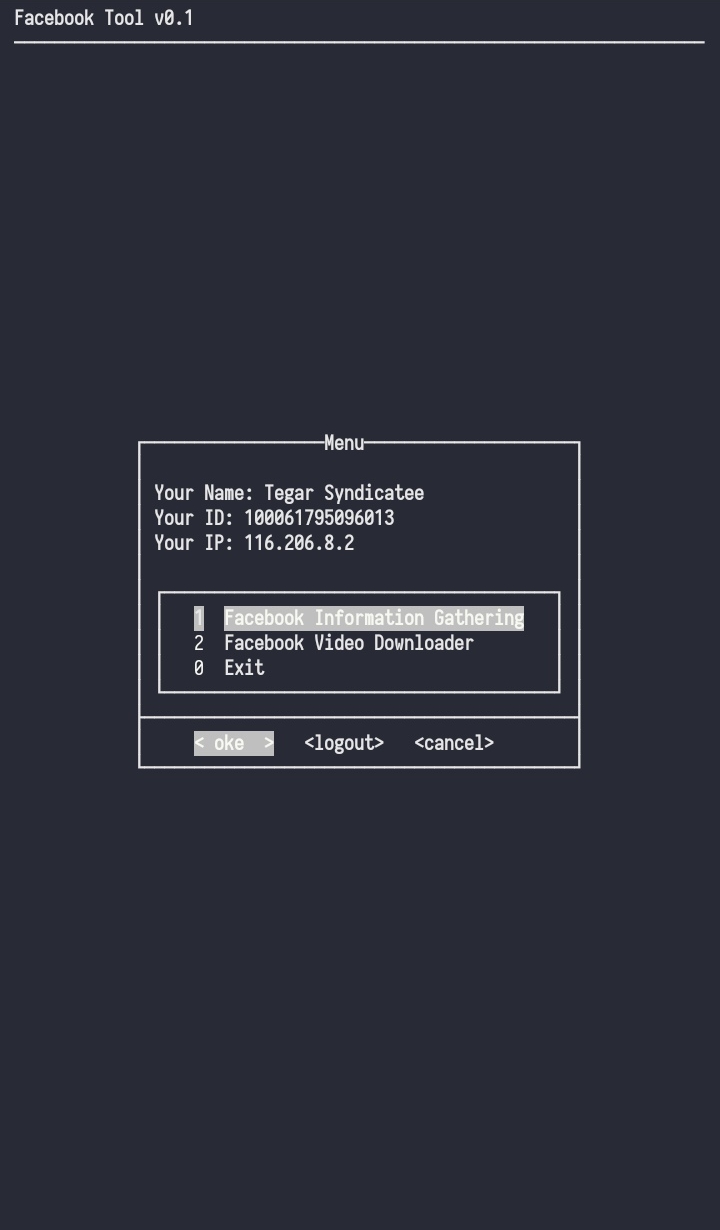 Facebook Tool v0.1
Menu
Your Name: Tegar Syndicatee
Your ID: 100061795096013
Your IP: 116.206.8.2
1 Facebook Information Gathering
2 Facebook Video Downloader
0 Exit
< oke > <logout> <cancel>